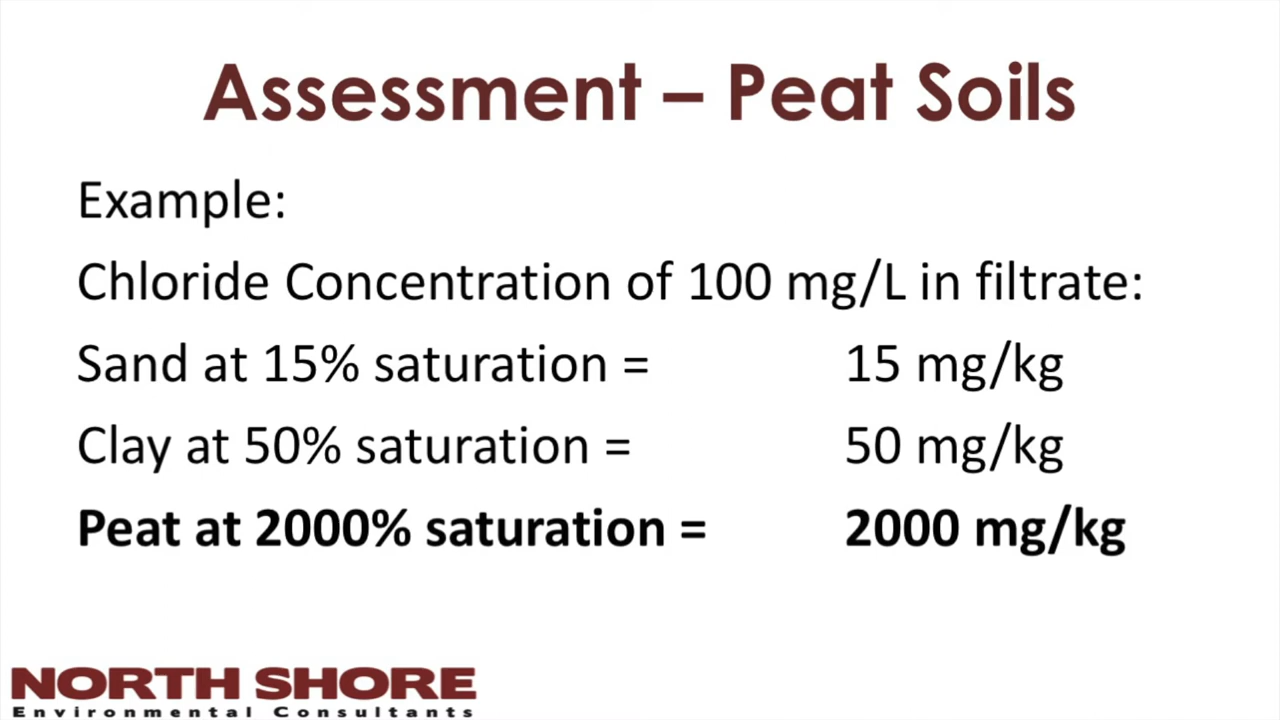 Assessment – Peat Soils
Example:
Chloride Concentration of 100 mg/L in filtrate:
Sand at 15% saturation = 15 mg/kg
Clay at 50% saturation = 50 mg/kg
Peat at 2000% saturation = 2000 mg/kg
NORTH SHORE
Environmental Consultants